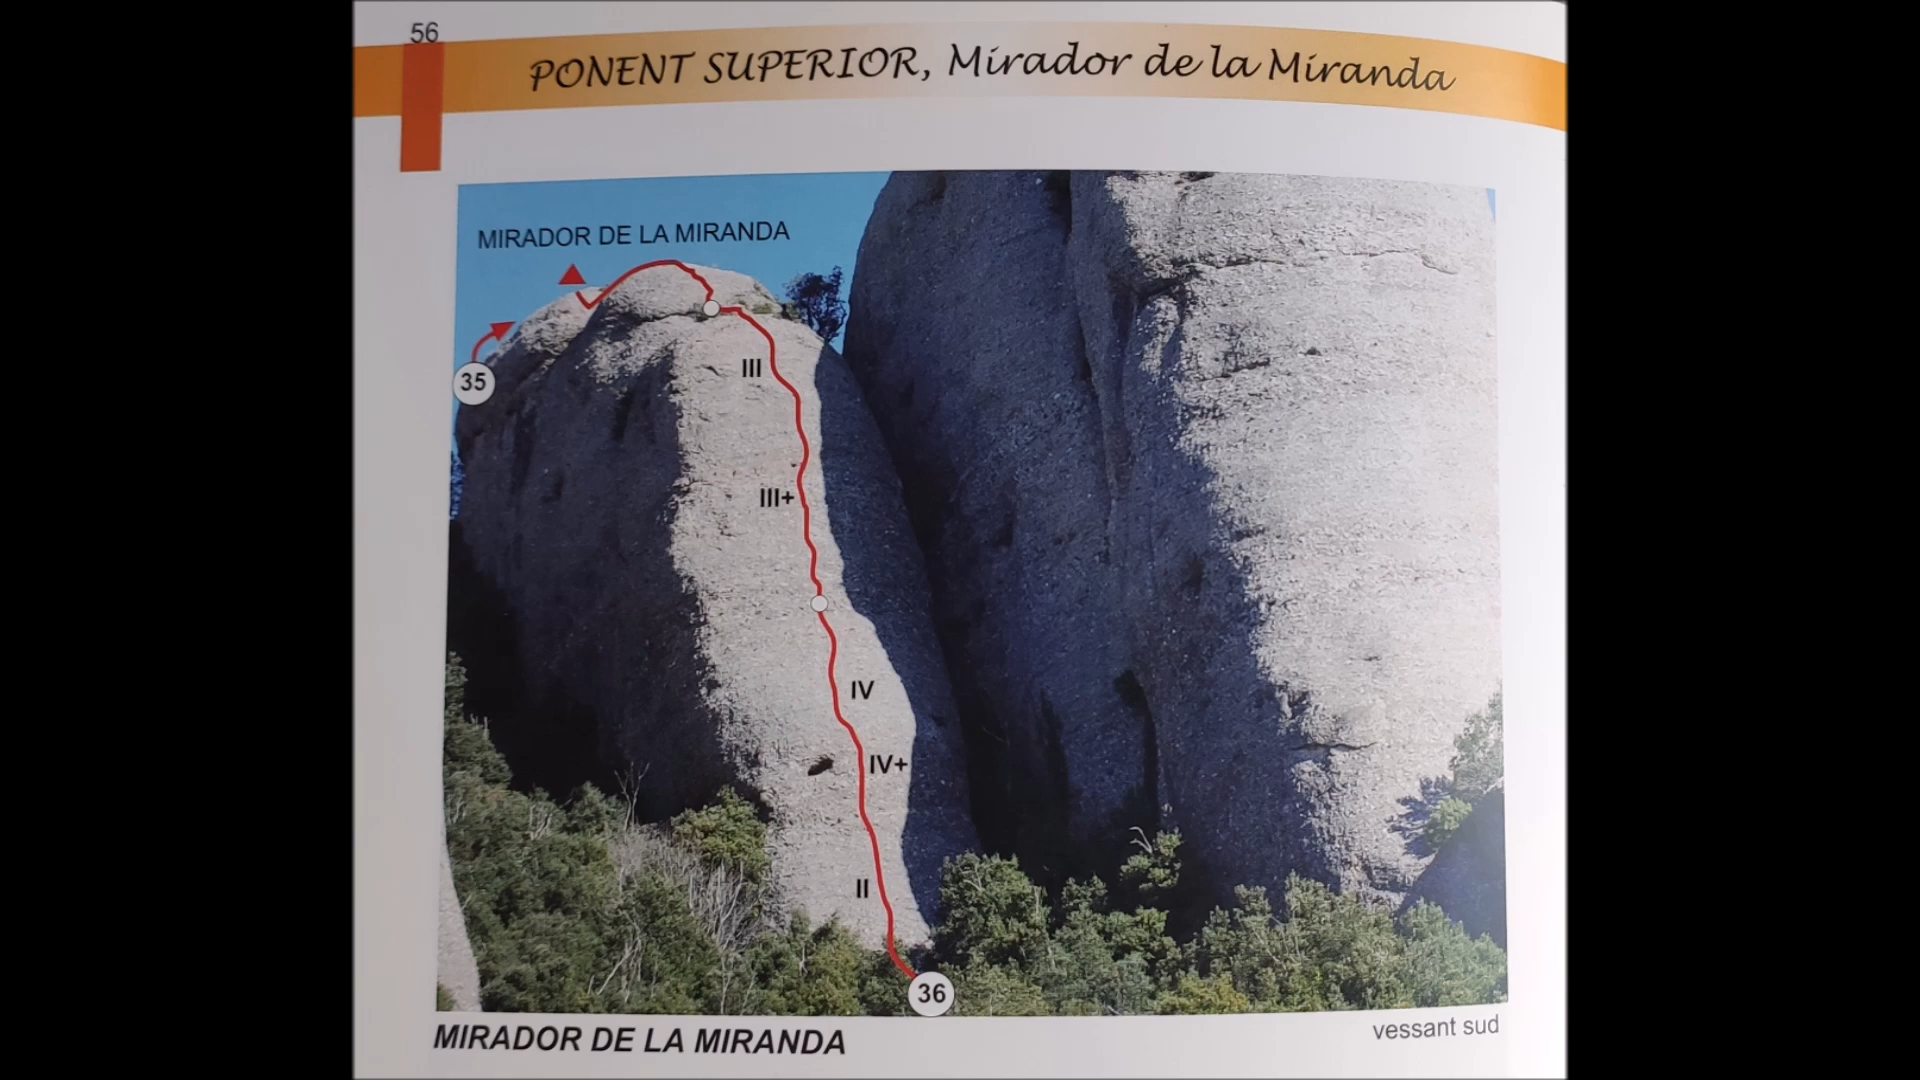 56
PONENT SUPERIOR, Mirador de la Miranda
MIRADOR DE LA MIRANDA
35
III
III+
IV
IV+
II
36
MIRADOR DE LA MIRANDA
vessant sud